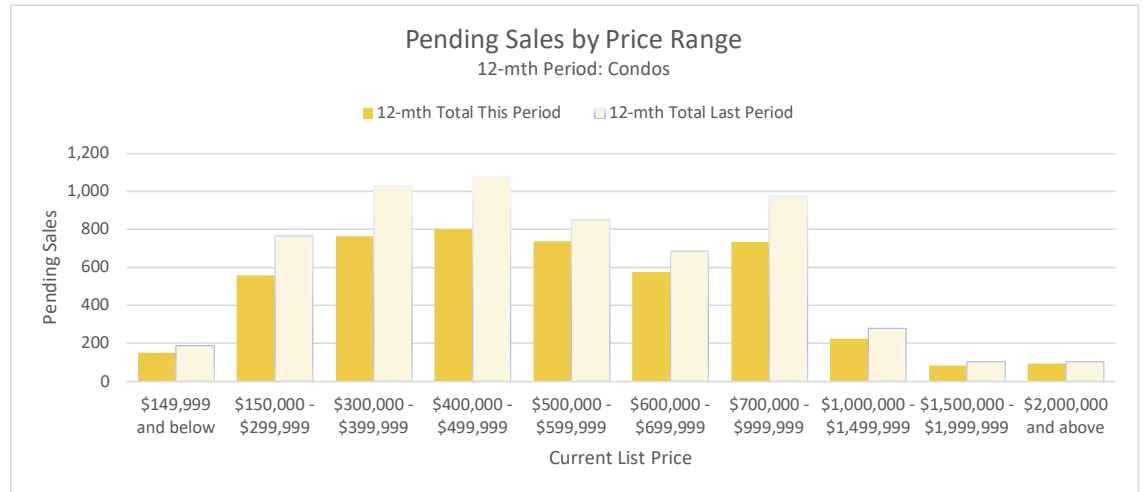 Pending Sales by Price Range
12-mth Period: Condos
12-mth Total This Period 12-mth Total Last Period
Pending Sales
1,200
1,000
800
600
400
200
0
$149,999 $150,000 - $300,000 - $400,000 - $500,000 - $600,000 - $700,000 - $1,000,000 - $1,500,000 - $2,000,000
and below $299,999 $399,999 $499,999 $599,999 $699,999 $999,999 $1,499,999 $1,999,999 and above
Current List Price